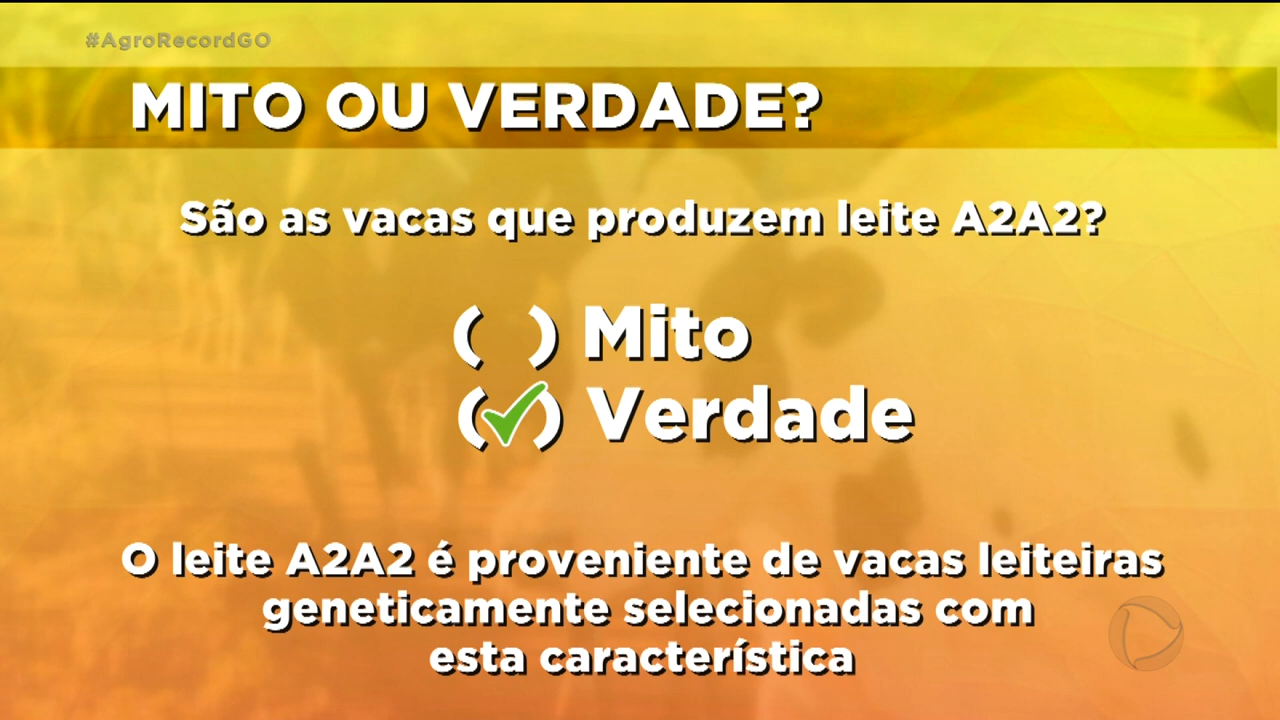 #AgroRecordGO
MITO OU VERDADE?
São as vacas que produzem leite A2A2?
( ) Mito
(✓) Verdade
O leite A2A2 é proveniente de vacas leiteiras
geneticamente selecionadas com
esta característica